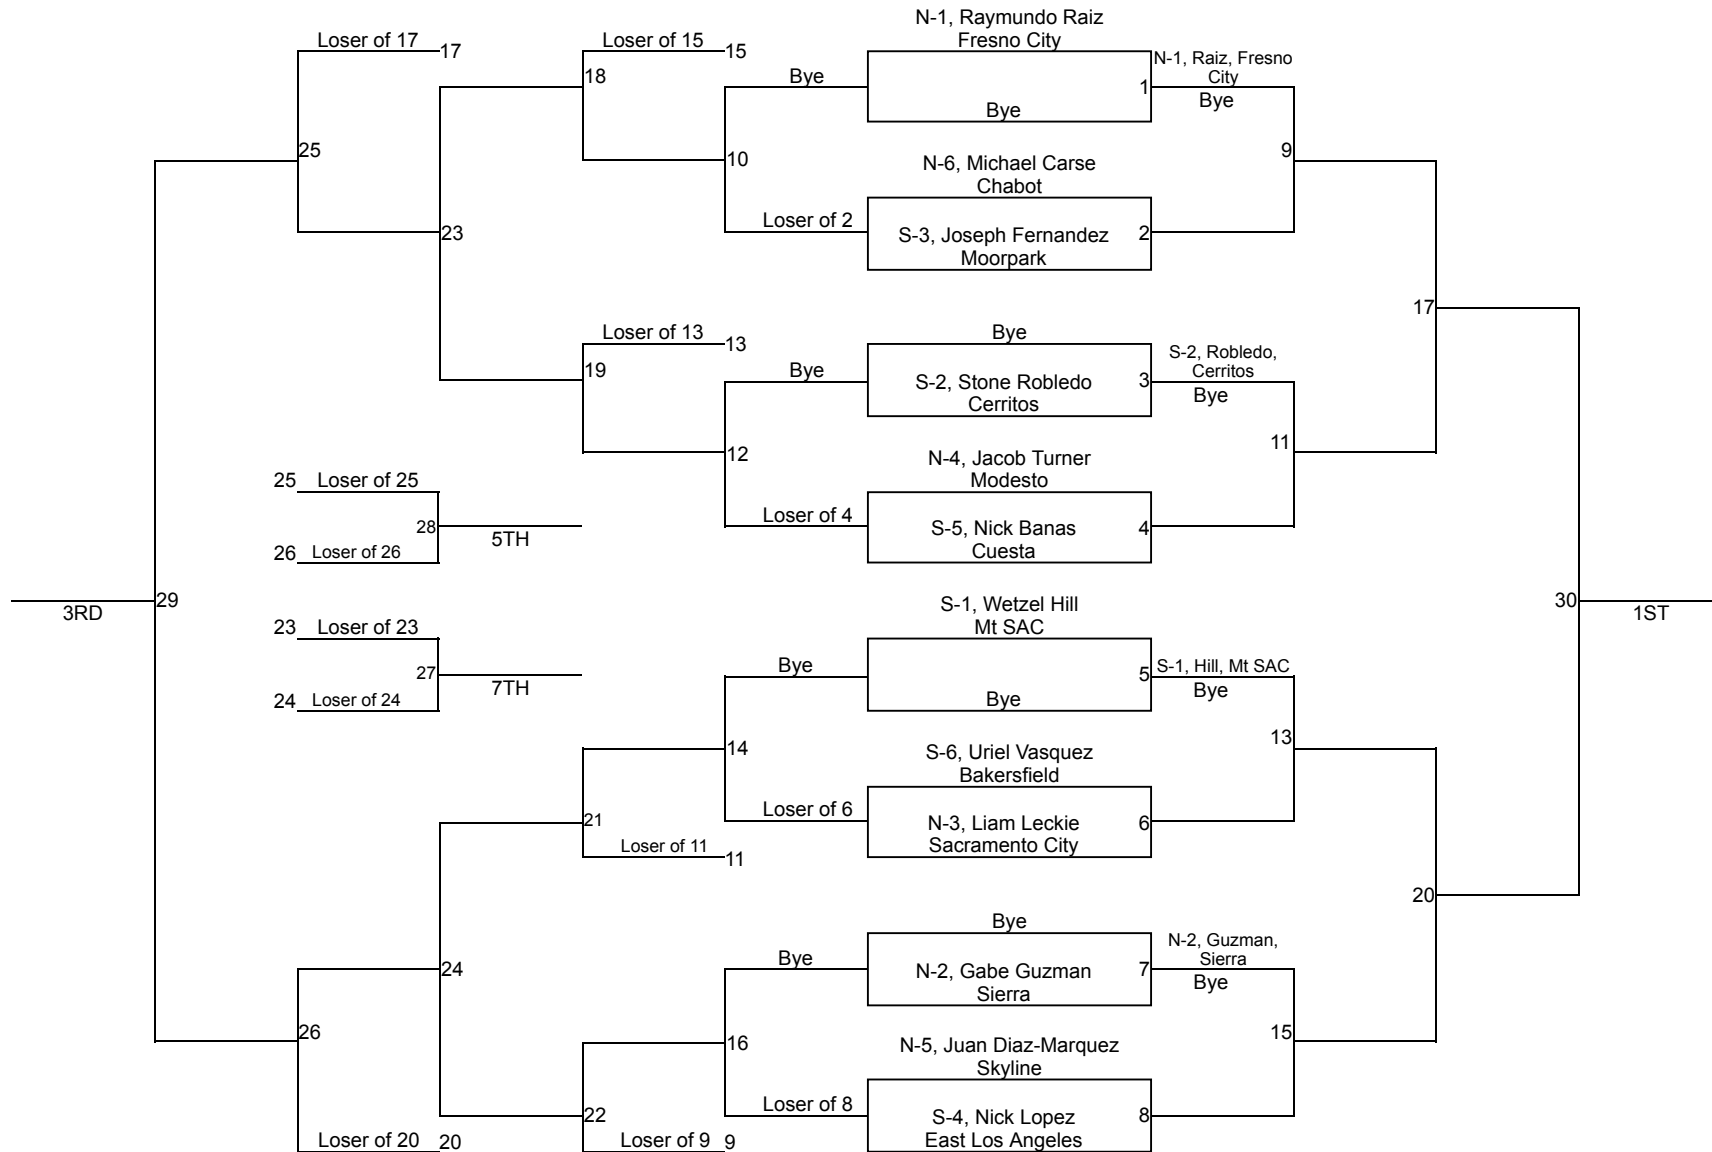 N-1, Raymundo Raiz
Fresno City
Loser of 17
17
Loser of 15
15
N-1, Raiz, Fresno
City
18
Bye
1
Bye
Bye
25
10
9
N-6, Michael Carse
Chabot
Loser of 2
23
S-3, Joseph Fernandez
Moorpark
2
17
Loser of 13
13
Bye
S-2, Robledo,
Cerritos
19
Bye
S-2, Stone Robledo
Cerritos
3
Bye
12
11
N-4, Jacob Turner
Modesto
25
Loser of 25
28
5TH
Loser of 4
S-5, Nick Banas
Cuesta
4
26
Loser of 26
29
3RD
S-1, Wetzel Hill
Mt SAC
30
1ST
23
Loser of 23
27
7TH
Bye
5
S-1, Hill, Mt SAC
Bye
Bye
24
Loser of 24
14
13
S-6, Uriel Vasquez
Bakersfield
21
Loser of 6
N-3, Liam Leckie
Sacramento City
6
Loser of 11
11
20
Bye
N-2, Guzman,
Sierra
24
Bye
N-2, Gabe Guzman
Sierra
7
Bye
26
16
15
N-5, Juan Diaz-Marquez
Skyline
22
Loser of 8
S-4, Nick Lopez
East Los Angeles
8
Loser of 20
20
Loser of 9
9